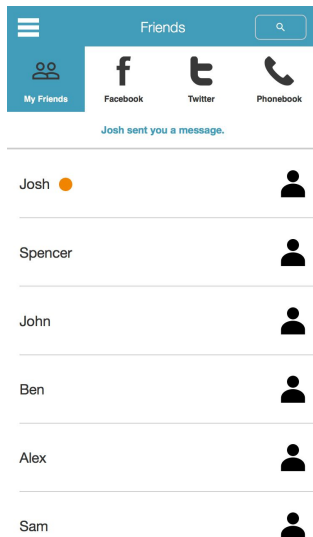 Friends
My Friends Facebook Twitter Phonebook
Josh sent you a message.
Josh
Spencer
John
Ben
Alex
Sam